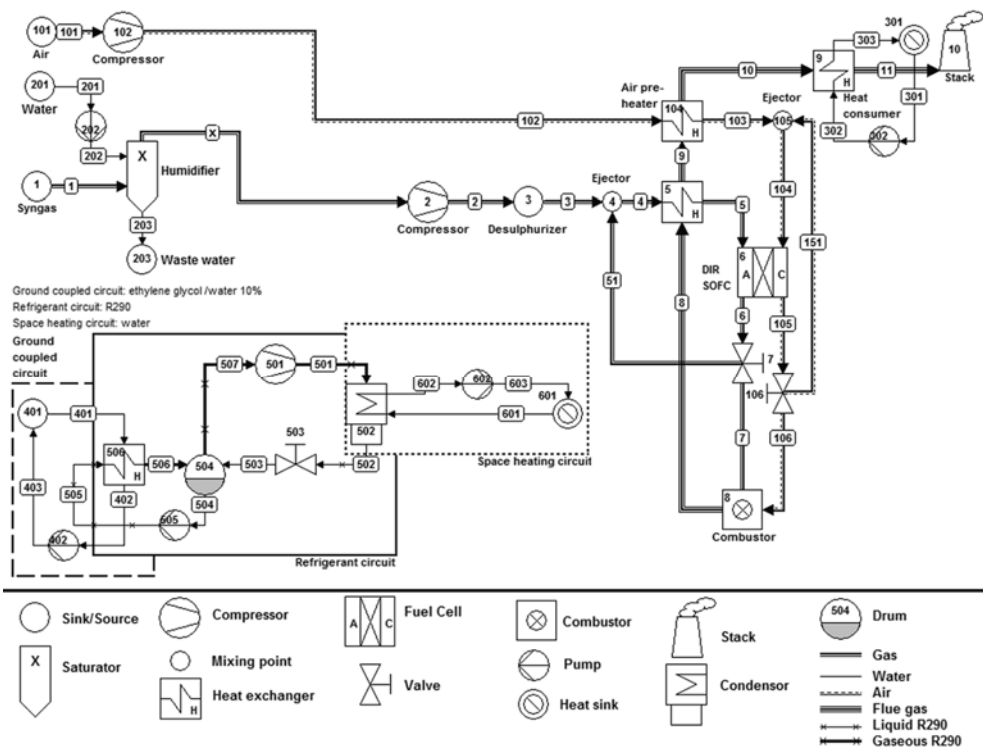 101
101
Air
102
Compressor
201
Water
201
202
202
X
X
Humidifier
1
1
Syngas
203
203
Waste water
102
Air pre-
heater
104
H
103
Ejector
105
10
9
H
Heat
consumer
303
301
301
302
302
11
10
Stack
9
2
Compressor
2
3
Desulphurizer
3
Ejector
4
4
5
H
5
104
151
51
8
DIR
SOFC
6
A
C
6
105
7
106
7
106
8
Combustor
Ground coupled circuit: ethylene glycol /water 10%
Refrigerant circuit: R290
Space heating circuit: water
Ground
coupled
circuit
507
501
501
602
602
603
601
601
502
502
503
503
Space heating circuit
401
401
506
H
506
504
504
403
505
402
505
402
Refrigerant circuit
Sink/Source
Compressor
A
C
Fuel Cell
Combustor
Stack
504
Drum
X
Saturator
Mixing point
H
Heat exchanger
Valve
Pump
Heat sink
Condensor
Gas
Water
Air
Flue gas
Liquid R290
Gaseous R290